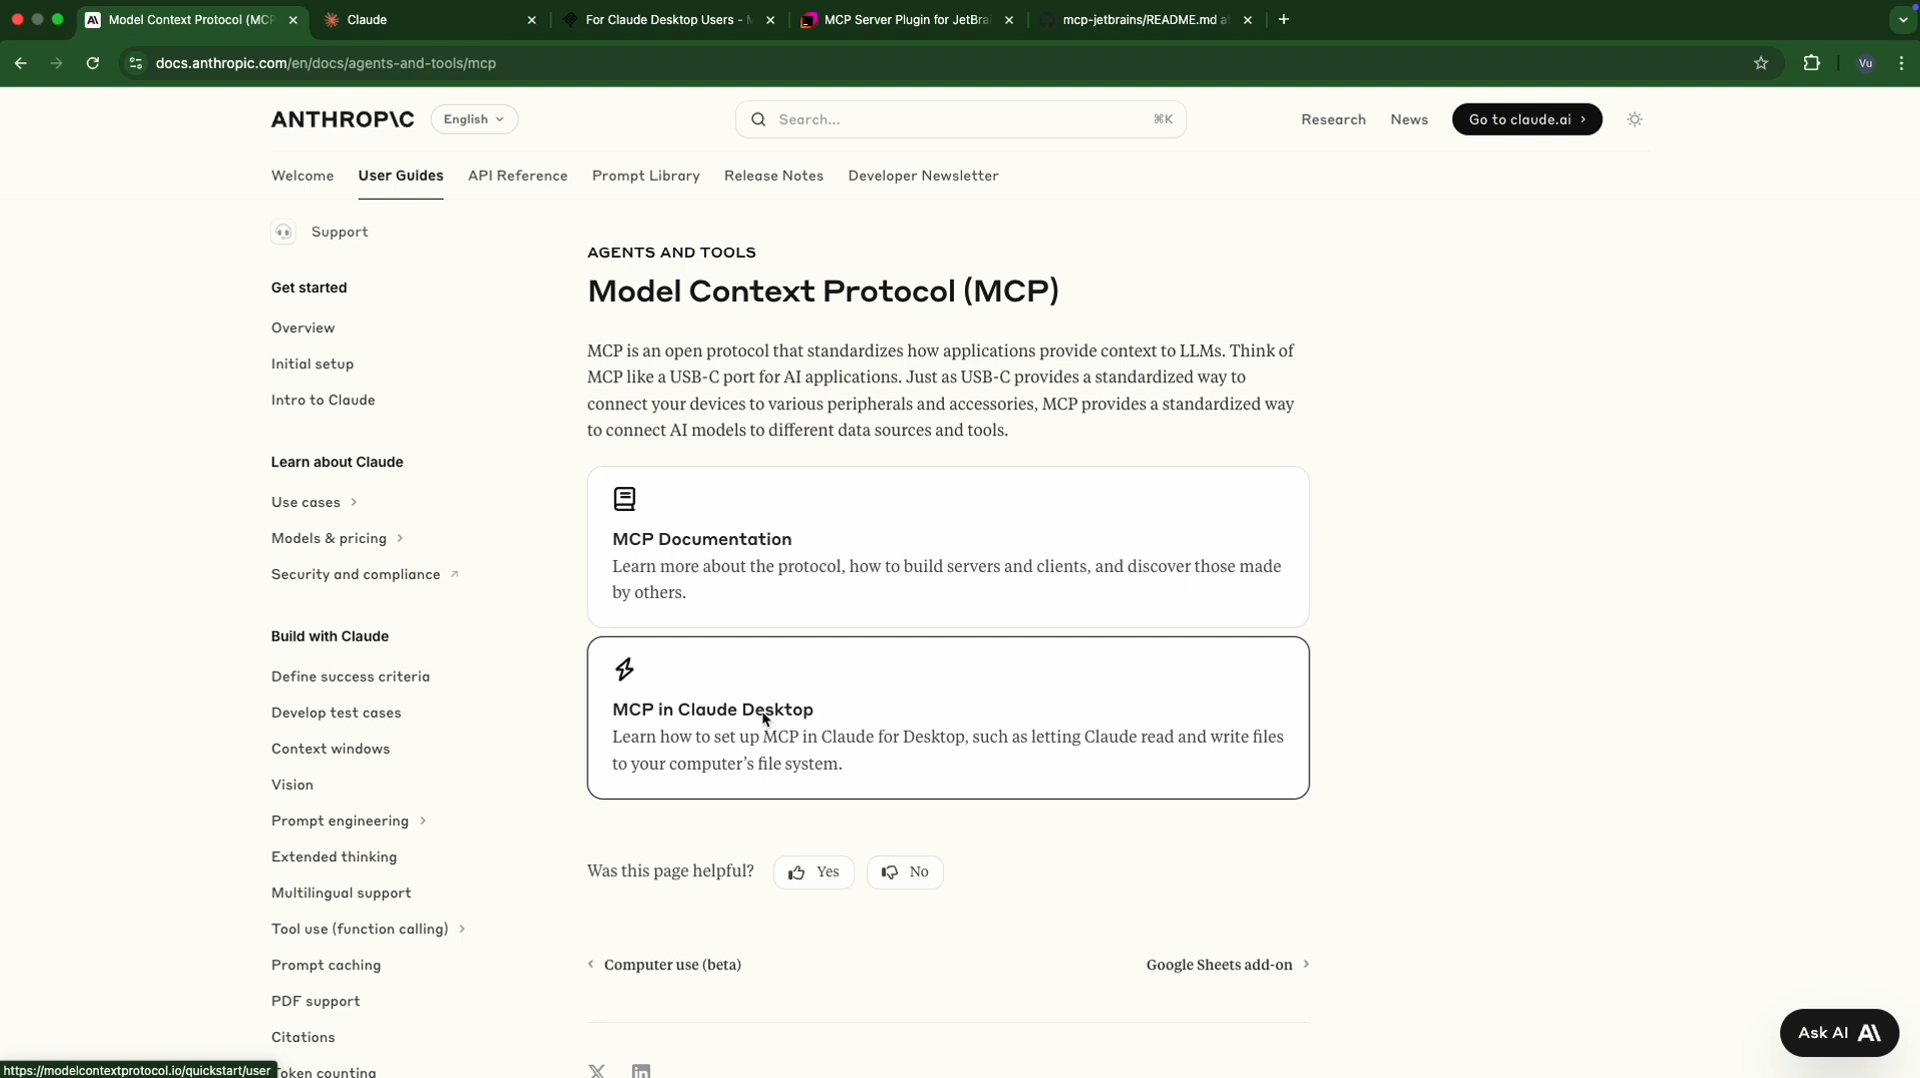 Model Context Protocol (MCP
Claude
For Claude Desktop Users - M
MCP Server Plugin for JetBra
mcp-jetbrains/README.md at
docs.anthropic.com/en/docs/agents-and-tools/mcp
Vu
ANTHROP\C
English
Search...
⌘K
Research
News
Go to claude.ai
Welcome
User Guides
API Reference
Prompt Library
Release Notes
Developer Newsletter
Support
Get started
Overview
Initial setup
Intro to Claude
Learn about Claude
Use cases
Models & pricing
Security and compliance
Build with Claude
Define success criteria
Develop test cases
Context windows
Vision
Prompt engineering
Extended thinking
Multilingual support
Tool use (function calling)
Prompt caching
PDF support
Citations
Token counting
AGENTS AND TOOLS
Model Context Protocol (MCP)
MCP is an open protocol that standardizes how applications provide context to LLMs. Think of
MCP like a USB-C port for AI applications. Just as USB-C provides a standardized way to
connect your devices to various peripherals and accessories, MCP provides a standardized way
to connect AI models to different data sources and tools.
MCP Documentation
Learn more about the protocol, how to build servers and clients, and discover those made
by others.
MCP in Claude Desktop
Learn how to set up MCP in Claude for Desktop, such as letting Claude read and write files
to your computer’s file system.
Was this page helpful?
Yes
No
Computer use (beta)
Google Sheets add-on
Ask AI
https://modelcontextprotocol.io/quickstart/user